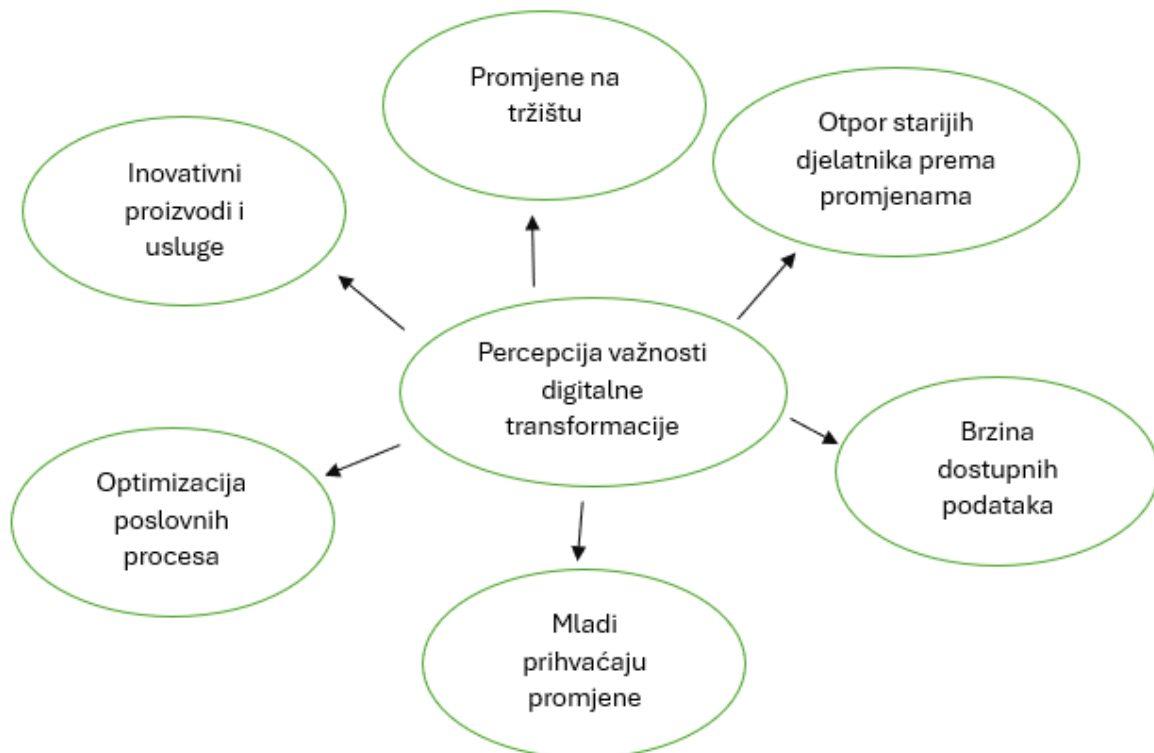 Promjene na
tržištu
Otpor starijih
djelatnika prema
promjenama
Inovativni
proizvodi i
usluge
Percepcija važnosti
digitalne
transformacije
Brzina
dostupnih
podataka
Optimizacija
poslovnih
procesa
Mladi
prihvaćaju
promjene